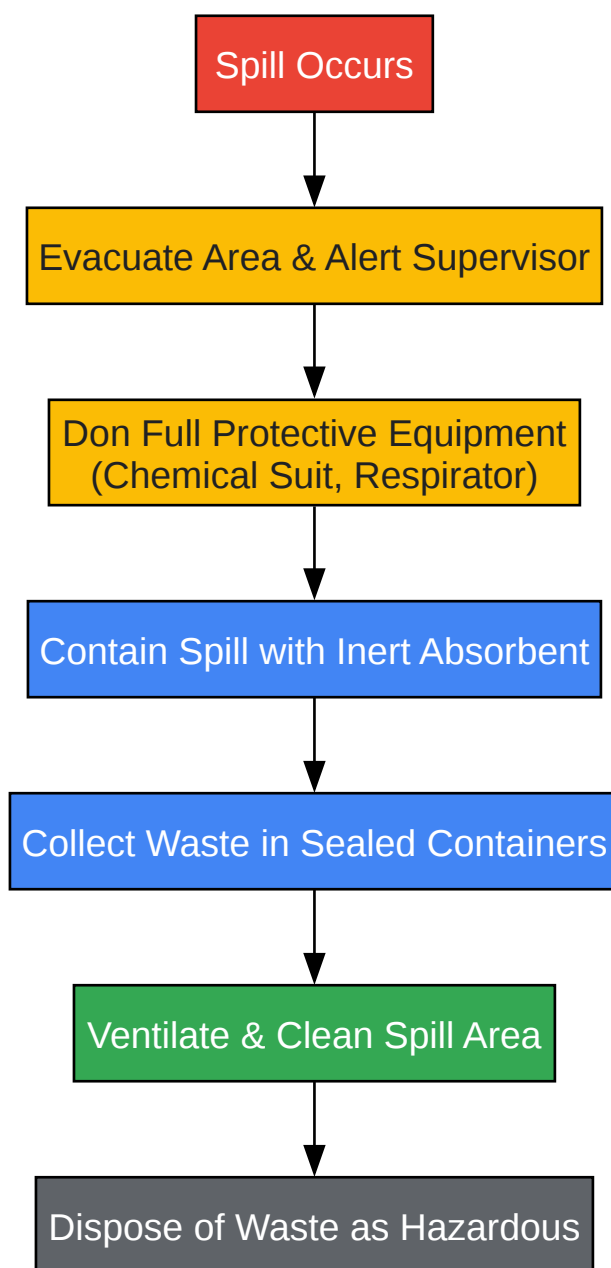 Spill Occurs
Evacuate Area & Alert Supervisor
Don Full Protective Equipment
(Chemical Suit, Respirator)
Contain Spill with Inert Absorbent
Collect Waste in Sealed Containers
Ventilate & Clean Spill Area
Dispose of Waste as Hazardous